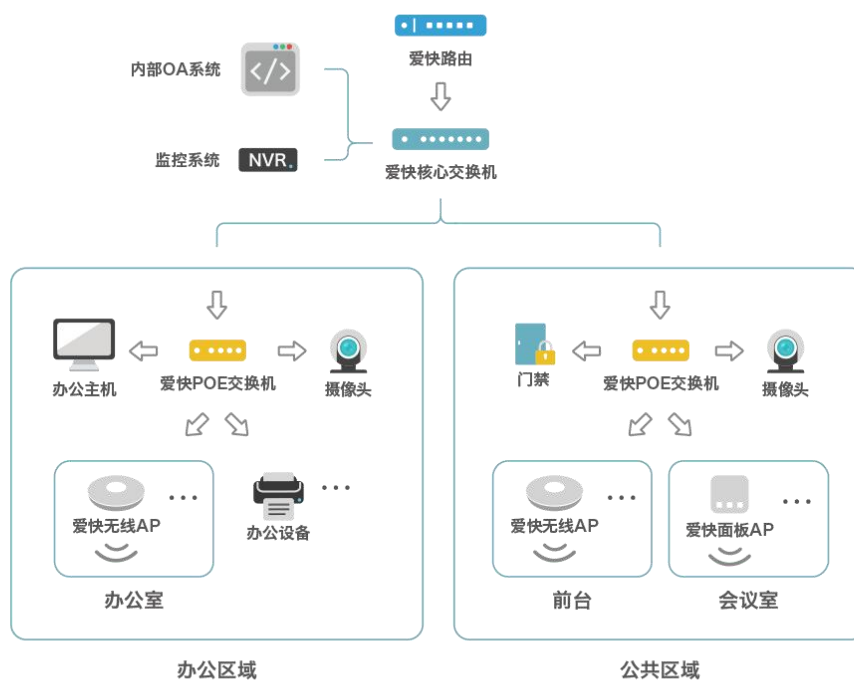 爱快路由
内部OA系统
</>
监控系统
NVR
爱快核心交换机
办公主机
爱快POE交换机
摄像头
爱快无线AP
办公设备
办公室
办公区域
门禁
爱快POE交换机
摄像头
爱快无线AP
爱快面板AP
前台
会议室
公共区域